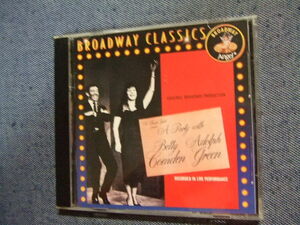 BROADWAY CLASSICS
BROADWAY
Angel
ORIGINAL BROADWAY PRODUCTION
A Party with
Betty Adolph
Comden Green
RECORDED IN LIVE PERFORMANCE